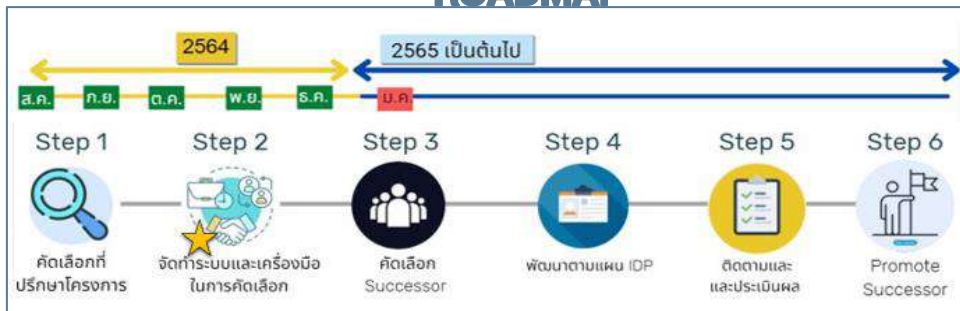 ROADMAP
2564
2565 เป็นต้นไป
ส.ค. ก.ย. ต.ค. พ.ย. ธ.ค. ม.ค.
Step 1 Step 2 Step 3 Step 4 Step 5 Step 6
คัดเลือกที่ จัดทำระบบและเครื่องมือ คัดเลือก พัฒนาตามแผน IDP ติดตามและ Promote
ปรึกษาโครงการ ในการคัดเลือก Successor และประเมินผล Successor